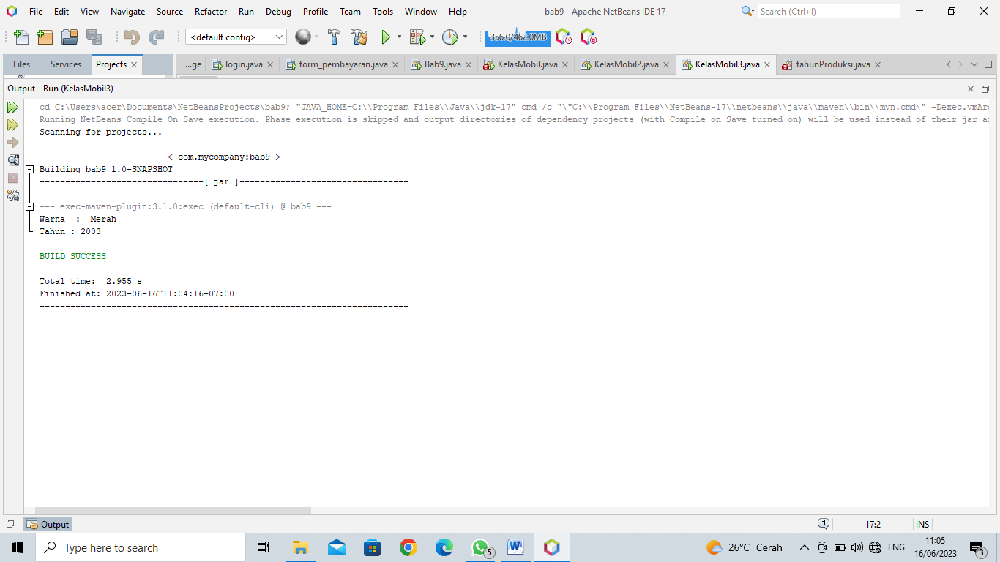 File Edit View Navigate Source Refactor Run Debug Profile Team Tools Window Help bab9 - Apache NetBeans IDE 17 Search (Ctrl+I)
<default config> 356.0/462.0MB
Files Services Projects ...ge login.java form_pembayaran.java Bab9.java KelasMobil.java KelasMobil2.java KelasMobil3.java tahunProduksi.java
Output - Run (KelasMobil3)
cd C:\Users\acer\Documents\NetBeansProjects\bab9; "JAVA_HOME=C:\\Program Files\\Java\\jdk-17" cmd /c "\"C:\\Program Files\\NetBeans-17\\netbeans\\java\\maven\\bin\\mvn.cmd\" -Dexec.vmArg
Running NetBeans Compile On Save execution. Phase execution is skipped and output directories of dependency projects (with Compile on Save turned on) will be used instead of their jar a
Scanning for projects...
-------------------------< com.mycompany:bab9 >-------------------------
Building bab9 1.0-SNAPSHOT
--------------------------------[ jar ]---------------------------------
--- exec-maven-plugin:3.1.0:exec (default-cli) @ bab9 ---
Warna  :  Merah
Tahun : 2003
------------------------------------------------------------------------
BUILD SUCCESS
------------------------------------------------------------------------
Total time:  2.955 s
Finished at: 2023-06-16T11:04:16+07:00
------------------------------------------------------------------------
Output 1 17:2 INS
Type here to search 5 26°C Cerah ENG 11:05
16/06/2023 3